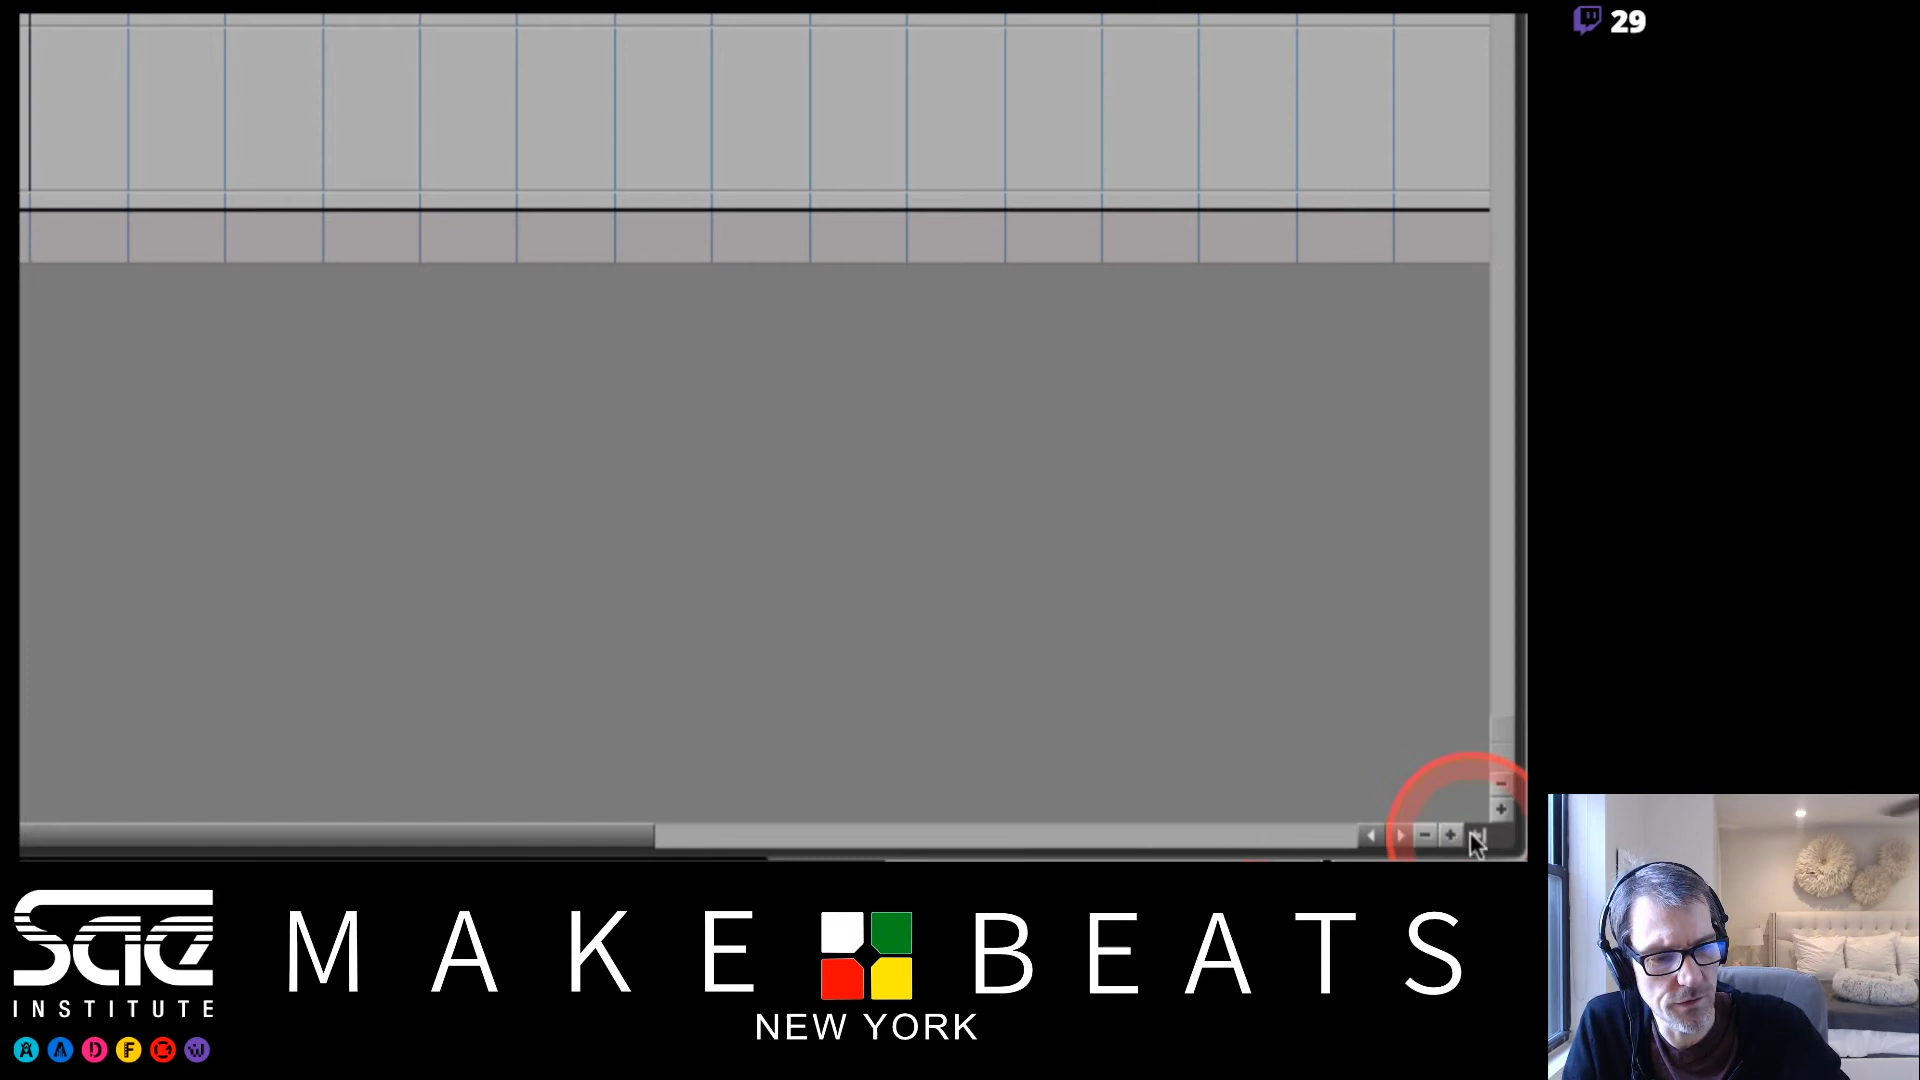 29
sae
INSTITUTE
A A D F W
MAKE BEATS
NEW YORK